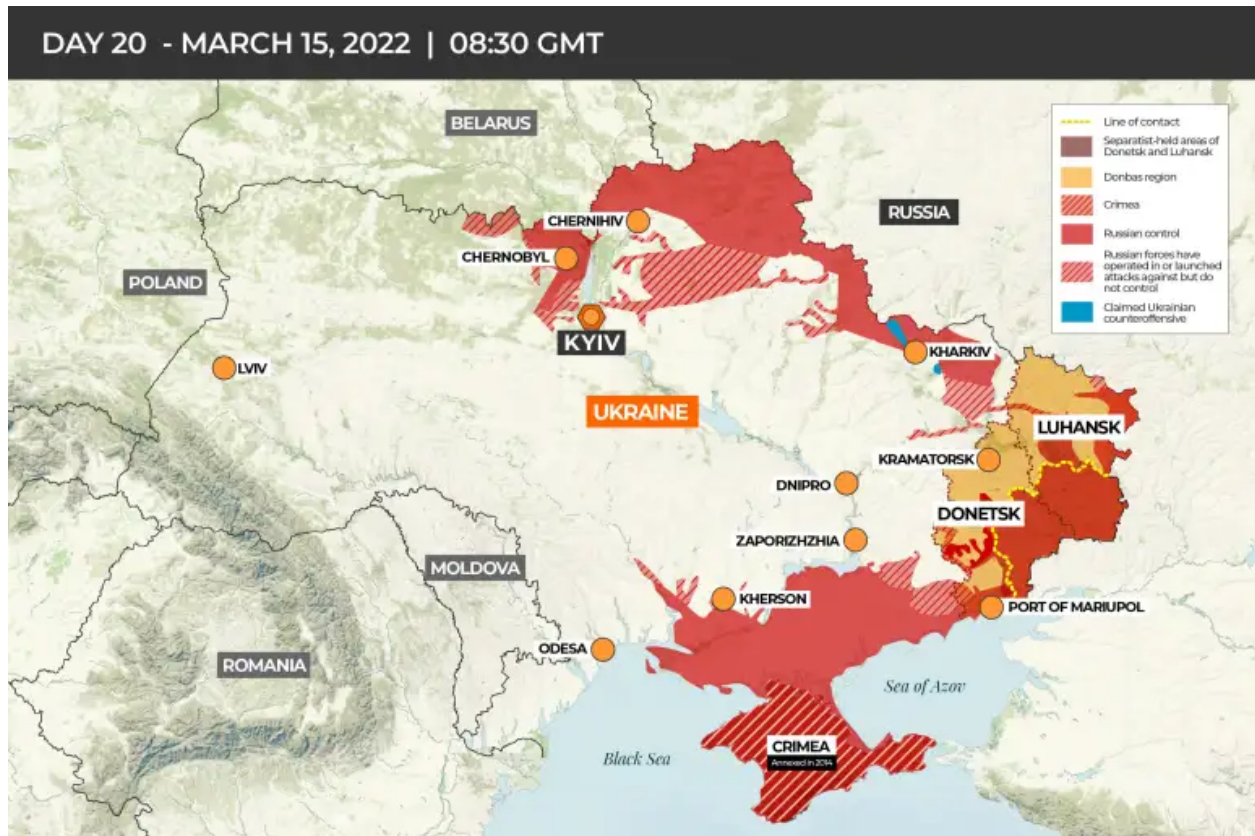 DAY 20 - MARCH 15, 2022 | 08:30 GMT
BELARUS
Line of contact
Separatist-held areas of
Donetsk and Luhansk
Donbas region
Crimea
Russian control
Russian forces have
operated in or launched
attacks against but do
not control
Claimed Ukrainian
counteroffensive
RUSSIA
CHERNIHIV
CHERNOBYL
POLAND
KYIV
KHARKIV
LVIV
UKRAINE
LUHANSK
KRAMATORSK
DNIPRO
DONETSK
ZAPORIZHZHIA
MOLDOVA
KHERSON
PORT OF MARIUPOL
ODESA
ROMANIA
Sea of Azov
Black Sea
CRIMEA
Annexed in 2014